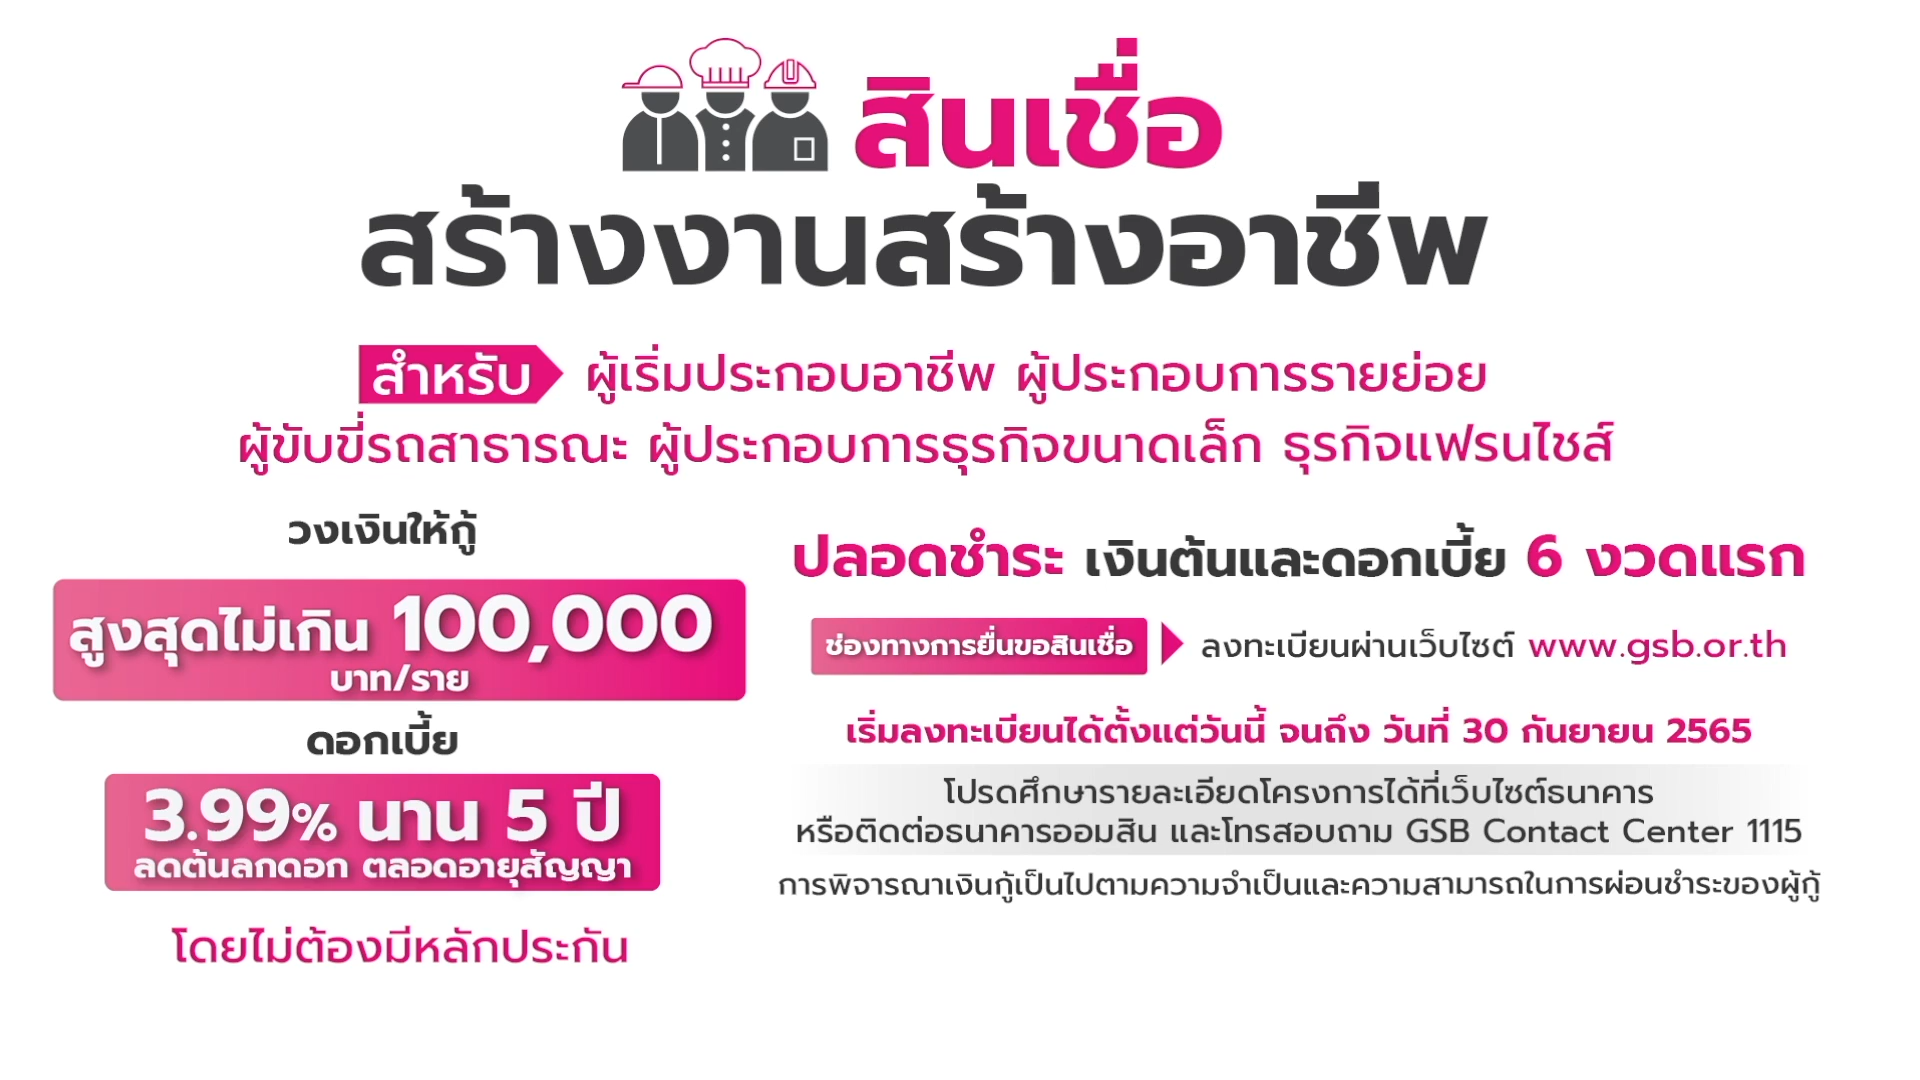 สินเชื่อ
สร้างงานสร้างอาชีพ
สำหรับ ผู้เริ่มประกอบอาชีพ ผู้ประกอบการรายย่อย
ผู้ขับขี่รถสาธารณะ ผู้ประกอบการธุรกิจขนาดเล็ก ธุรกิจแฟรนไชส์
วงเงินให้กู้
สูงสุดไม่เกิน 100,000
บาท/ราย
ดอกเบี้ย
3.99% นาน 5 ปี
ลดต้นลกดอก ตลอดอายุสัญญา
โดยไม่ต้องมีหลักประกัน
ปลอดชำระ เงินต้นและดอกเบี้ย 6 งวดแรก
ช่องทางการยื่นขอสินเชื่อ ลงทะเบียนผ่านเว็บไซต์ www.gsb.or.th
เริ่มลงทะเบียนได้ตั้งแต่วันนี้ จนถึง วันที่ 30 กันยายน 2565
โปรดศึกษารายละเอียดโครงการได้ที่เว็บไซต์ธนาคาร
หรือติดต่อธนาคารออมสิน และโทรสอบถาม GSB Contact Center 1115
การพิจารณาเงินกู้เป็นไปตามความจำเป็นและความสามารถในการผ่อนชำระของผู้กู้